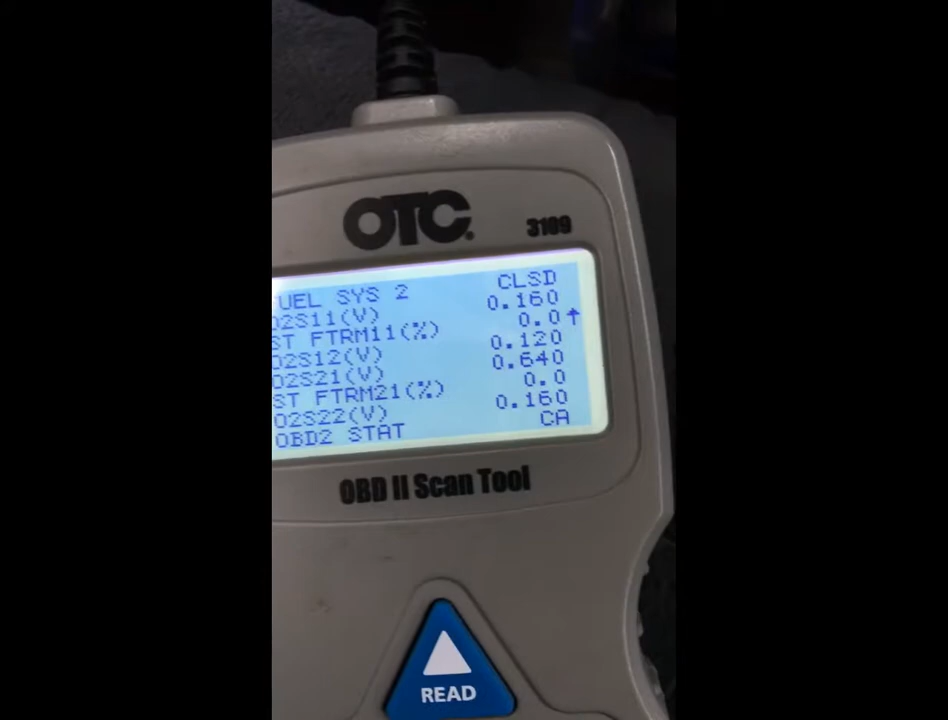 OTC
3109
UEL SYS 2 CLSD
O2S11(V) 0.160
ST FTRM11(%) 0.0↑
O2S12(V) 0.120
O2S21(V) 0.640
ST FTRM21(%) 0.0
O2S22(V) 0.160
OBD2 STAT CA
OBD II Scan Tool
READ